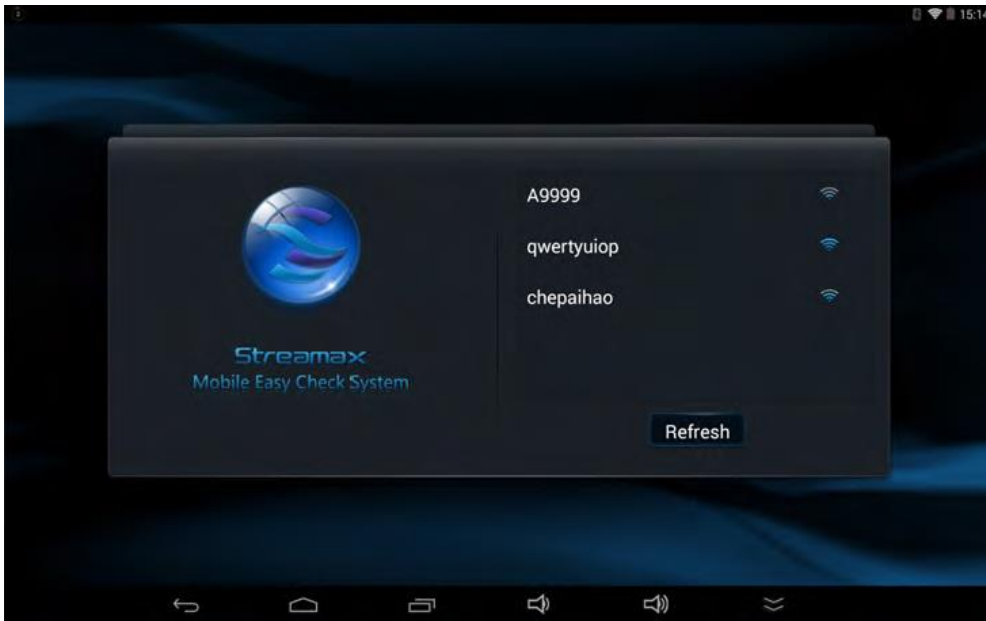 15:14
A9999
qwertyuiop
chepaihao
Streamax
Mobile Easy Check System
Refresh